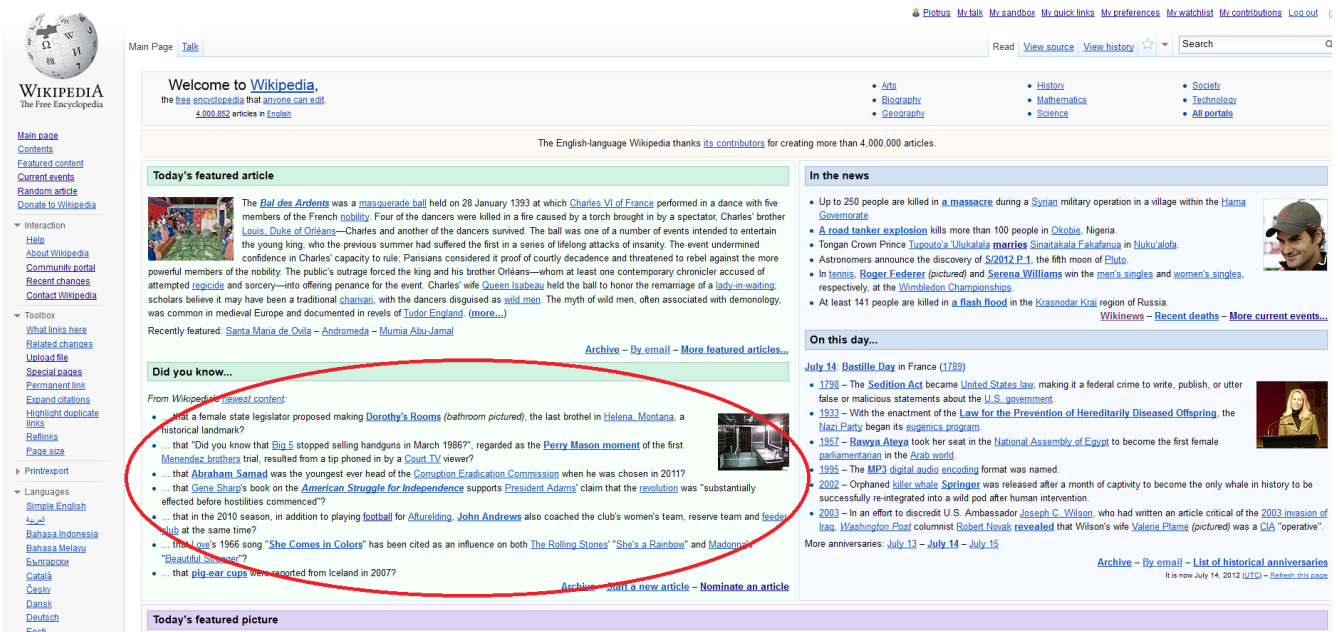 Piotrus My talk My sandbox My quick links My preferences My watchlist My contributions Log out
Main Page Talk
Read View source View history Search
WIKIPEDIA
The Free Encyclopedia
Main page
Contents
Featured content
Current events
Random article
Donate to Wikipedia
Interaction
Help
About Wikipedia
Community portal
Recent changes
Contact Wikipedia
Toolbox
What links here
Related changes
Upload file
Special pages
Permanent link
Expand citations
Highlight duplicate
links
Reflinks
Page size
Print/export
Languages
Simple English
العربية
Bahasa Indonesia
Bahasa Melayu
Български
Català
Česky
Dansk
Deutsch
Eesti
Welcome to Wikipedia,
the free encyclopedia that anyone can edit.
4,000,852 articles in English
Arts
Biography
Geography
History
Mathematics
Science
Society
Technology
All portals
The English-language Wikipedia thanks its contributors for creating more than 4,000,000 articles.
Today's featured article
The Bal des Ardents was a masquerade ball held on 28 January 1393 at which Charles VI of France performed in a dance with five
members of the French nobility. Four of the dancers were killed in a fire caused by a torch brought in by a spectator, Charles' brother
Louis, Duke of Orléans—Charles and another of the dancers survived. The ball was one of a number of events intended to entertain
the young king, who the previous summer had suffered the first in a series of lifelong attacks of insanity. The event undermined
confidence in Charles' capacity to rule; Parisians considered it proof of courtly decadence and threatened to rebel against the more
powerful members of the nobility. The public's outrage forced the king and his brother Orléans—whom at least one contemporary chronicler accused of
attempted regicide and sorcery—into offering penance for the event. Charles' wife Queen Isabeau held the ball to honor the remarriage of a lady-in-waiting;
scholars believe it may have been a traditional charivari, with the dancers disguised as wild men. The myth of wild men, often associated with demonology,
was common in medieval Europe and documented in revels of Tudor England. (more...)
Recently featured: Santa Maria de Ovila – Andromeda – Mumia Abu-Jamal
Archive – By email – More featured articles...
Did you know...
From Wikipedia's newest content:
... that a female state legislator proposed making Dorothy's Rooms (bathroom pictured), the last brothel in Helena, Montana, a
historical landmark?
... that "Did you know that Big 5 stopped selling handguns in March 1986?", regarded as the Perry Mason moment of the first
Menendez brothers trial, resulted from a tip phoned in by a Court TV viewer?
... that Abraham Samad was the youngest ever head of the Corruption Eradication Commission when he was chosen in 2011?
... that Gene Sharp's book on the American Struggle for Independence supports President Adams' claim that the revolution was "substantially
effected before hostilities commenced"?
... that in the 2010 season, in addition to playing football for Afturelding, John Andrews also coached the club's women's team, reserve team and feeder
club at the same time?
... that Love's 1966 song "She Comes in Colors" has been cited as an influence on both The Rolling Stones' "She's a Rainbow" and Madonna's
"Beautiful Stranger"?
... that pig-ear cups were reported from Iceland in 2007?
Archive – Start a new article – Nominate an article
In the news
Up to 250 people are killed in a massacre during a Syrian military operation in a village within the Hama
Governorate.
A road tanker explosion kills more than 100 people in Okobie, Nigeria.
Tongan Crown Prince Tupouto'a 'Ulukalala marries Sinaitakala Fakafanua in Nuku'alofa.
Astronomers announce the discovery of S/2012 P 1, the fifth moon of Pluto.
In tennis, Roger Federer (pictured) and Serena Williams win the men's singles and women's singles,
respectively, at the Wimbledon Championships.
At least 141 people are killed in a flash flood in the Krasnodar Krai region of Russia.
Wikinews – Recent deaths – More current events...
On this day...
July 14: Bastille Day in France (1789)
1798 – The Sedition Act became United States law, making it a federal crime to write, publish, or utter
false or malicious statements about the U.S. government.
1933 – With the enactment of the Law for the Prevention of Hereditarily Diseased Offspring, the
Nazi Party began its eugenics program.
1957 – Rawya Ateya took her seat in the National Assembly of Egypt to become the first female
parliamentarian in the Arab world.
1995 – The MP3 digital audio encoding format was named.
2002 – Orphaned killer whale Springer was released after a month of captivity to become the only whale in history to be
successfully re-integrated into a wild pod after human intervention.
2003 – In an effort to discredit U.S. Ambassador Joseph C. Wilson, who had written an article critical of the 2003 invasion of
Iraq, Washington Post columnist Robert Novak revealed that Wilson's wife Valerie Plame (pictured) was a CIA "operative".
More anniversaries: July 13 – July 14 – July 15
Archive – By email – List of historical anniversaries
It is now July 14, 2012 (UTC) – Refresh this page
Today's featured picture